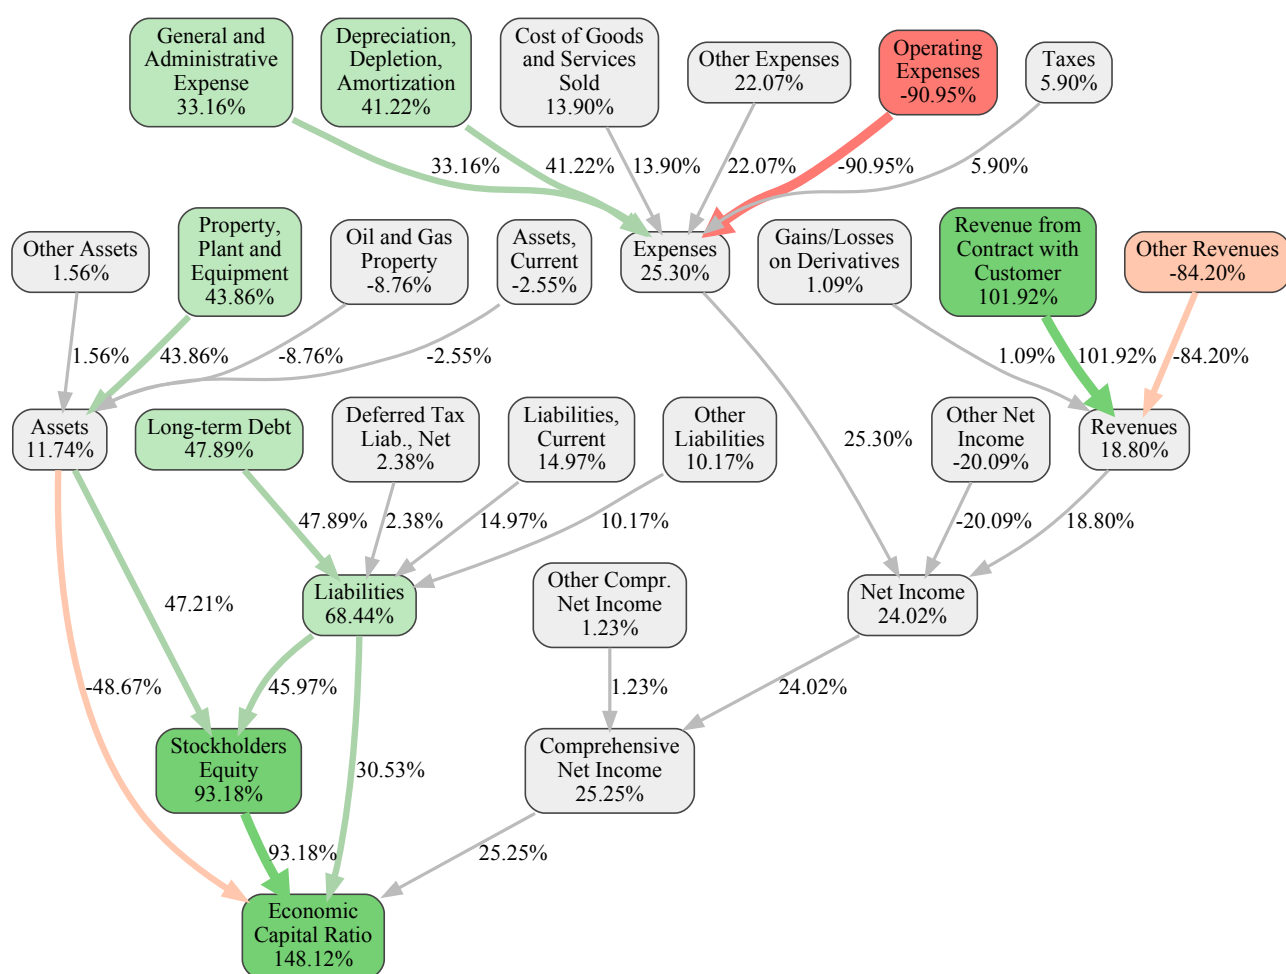 General and
Administrative
Expense
33.16%
Depreciation,
Depletion,
Amortization
41.22%
Cost of Goods
and Services
Sold
13.90%
Other Expenses
22.07%
Operating
Expenses
-90.95%
Taxes
5.90%
33.16%
41.22%
13.90%
22.07%
-90.95%
5.90%
Other Assets
1.56%
Property,
Plant and
Equipment
43.86%
Oil and Gas
Property
-8.76%
Assets,
Current
-2.55%
Expenses
25.30%
Gains/Losses
on Derivatives
1.09%
Revenue from
Contract with
Customer
101.92%
Other Revenues
-84.20%
1.56%
43.86%
-8.76%
-2.55%
1.09%
101.92%
-84.20%
Assets
11.74%
Long-term Debt
47.89%
Deferred Tax
Liab., Net
2.38%
Liabilities,
Current
14.97%
Other
Liabilities
10.17%
25.30%
Other Net
Income
-20.09%
Revenues
18.80%
47.89%
2.38%
14.97%
10.17%
-20.09%
18.80%
47.21%
Liabilities
68.44%
Other Compr.
Net Income
1.23%
Net Income
24.02%
-48.67%
45.97%
1.23%
24.02%
Stockholders
Equity
93.18%
30.53%
Comprehensive
Net Income
25.25%
93.18%
25.25%
Economic
Capital Ratio
148.12%